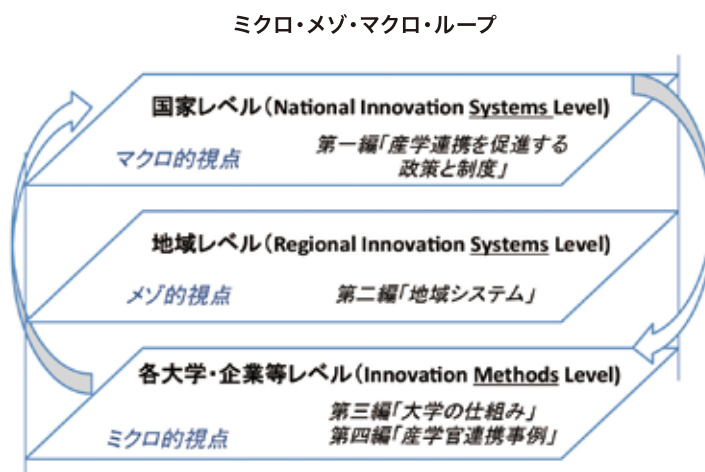 ミクロ・メゾ・マクロ・ループ
国家レベル(National Innovation Systems Level)
マクロ的視点
第一編「産学連携を促進する
政策と制度」
地域レベル(Regional Innovation Systems Level)
メゾ的視点
第二編「地域システム」
各大学・企業等レベル(Innovation Methods Level)
ミクロ的視点
第三編「大学の仕組み」
第四編「産学官連携事例」